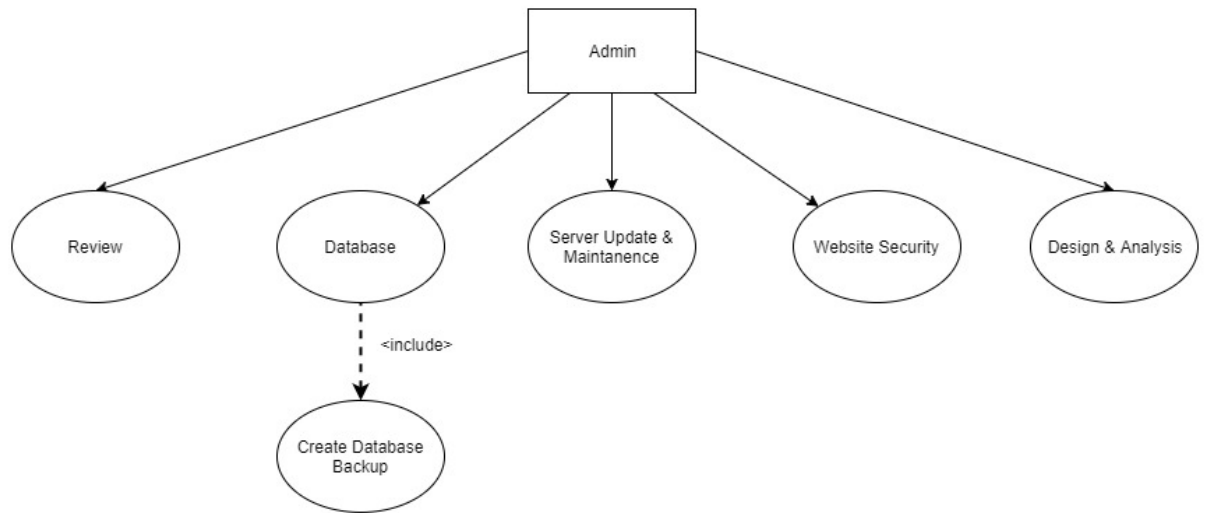 Admin
Review
Database
Server Update &
Maintanence
Website Security
Design & Analysis
<include>
Create Database
Backup